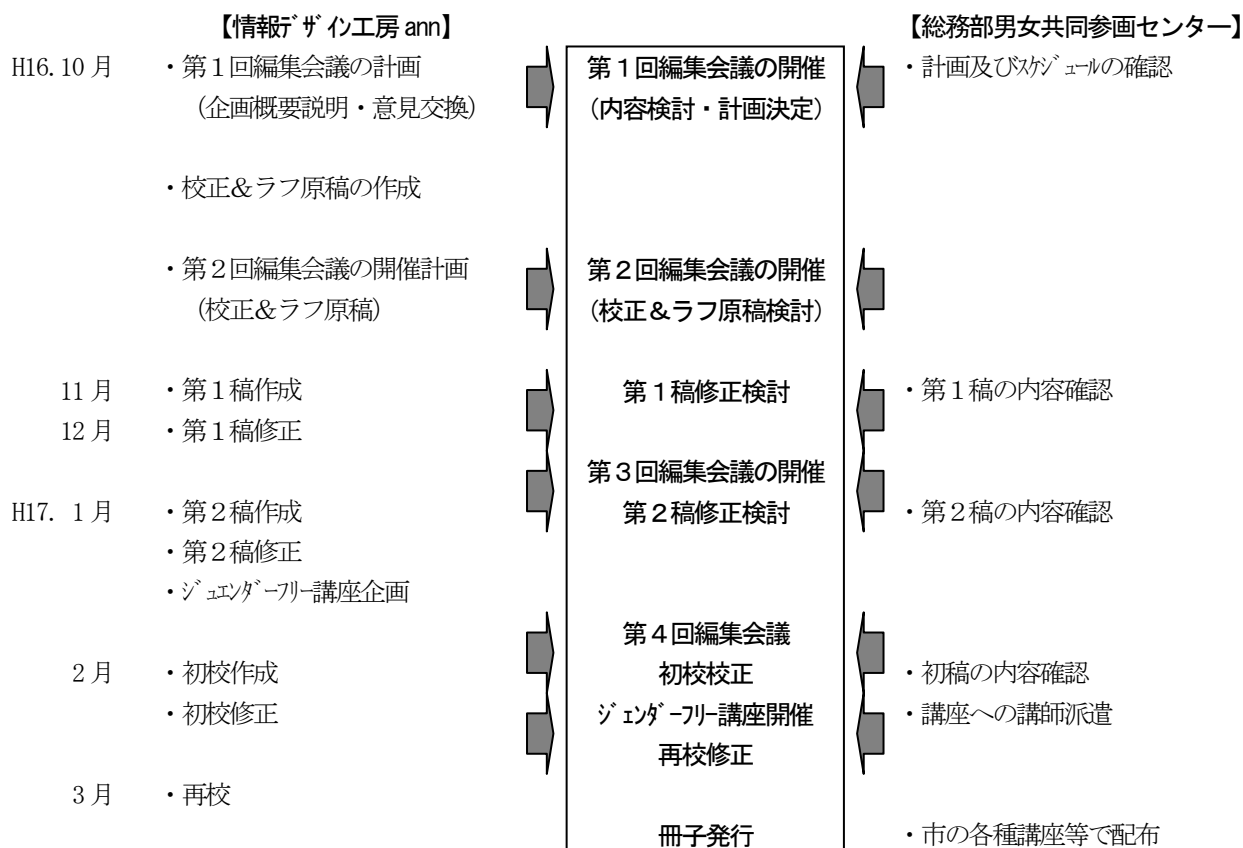 【情報ﾃﾞｻﾞｲﾝ工房 ann】 【総務部男女共同参画センター】
H16.10月 ・第１回編集会議の計画 第１回編集会議の開催 ・計画及びｽｹｼﾞｭｰﾙの確認
(企画概要説明・意見交換) (内容検討・計画決定)
・校正＆ラフ原稿の作成
・第２回編集会議の開催計画 第２回編集会議の開催
(校正＆ラフ原稿) (校正＆ラフ原稿検討)
11月 ・第１稿作成 第１稿修正検討 ・第１稿の内容確認
12月 ・第１稿修正
第３回編集会議の開催
H17. 1月 ・第２稿作成 第２稿修正検討 ・第２稿の内容確認
・第２稿修正
・ｼﾞｭｴﾝﾀﾞｰﾌﾘｰ講座企画
第４回編集会議
2月 ・初校作成 初校校正 ・初稿の内容確認
・初校修正 ｼﾞｪﾝﾀﾞｰﾌﾘｰ講座開催 ・講座への講師派遣
再校修正
3月 ・再校
冊子発行 ・市の各種講座等で配布